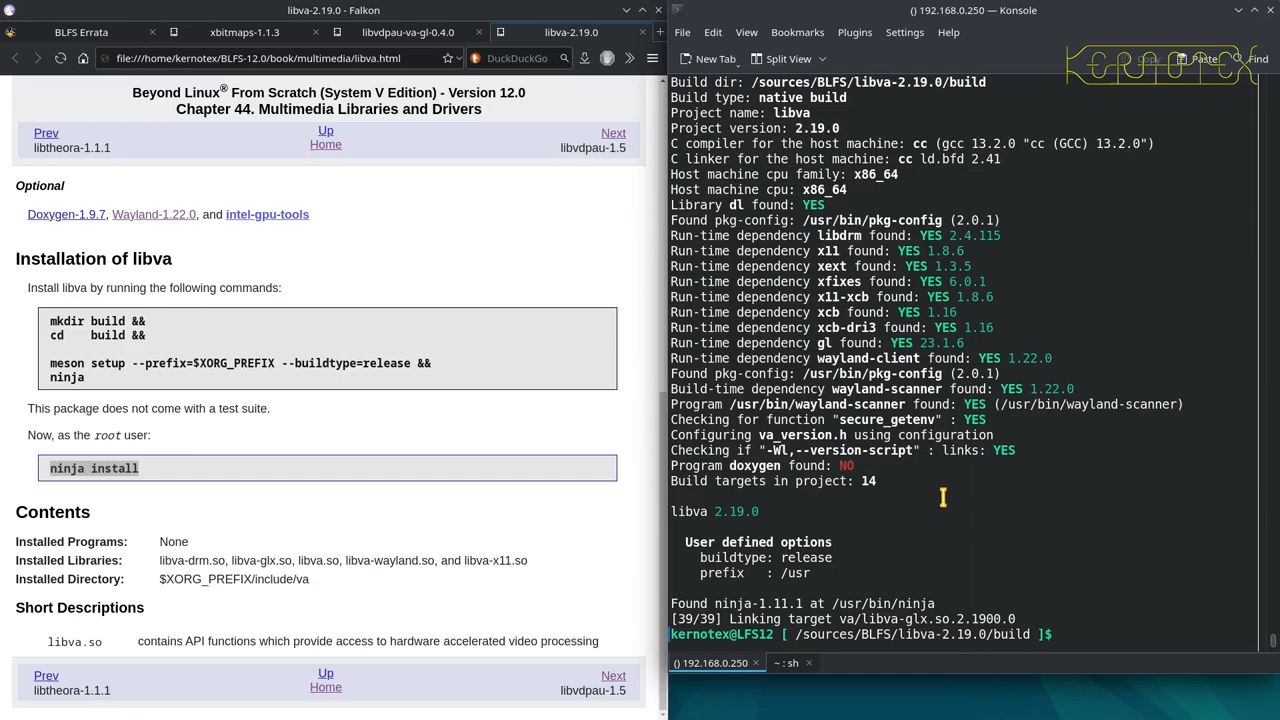 libva-2.19.0 - Falkon
BLFS Errata
xbitmaps-1.1.3
libvdpau-va-gl-0.4.0
libva-2.19.0
file:///home/kernotex/BLFS-12.0/book/multimedia/libva.html
DuckDuckGo
Beyond Linux® From Scratch (System V Edition) - Version 12.0
Chapter 44. Multimedia Libraries and Drivers
Prev
Up
Next
libtheora-1.1.1
Home
libvdpau-1.5
Optional
Doxygen-1.9.7, Wayland-1.22.0, and intel-gpu-tools
Installation of libva
Install libva by running the following commands:
mkdir build &&
cd    build &&
meson setup --prefix=$XORG_PREFIX --buildtype=release &&
ninja
This package does not come with a test suite.
Now, as the root user:
ninja install
Contents
Installed Programs: None
Installed Libraries: libva-drm.so, libva-glx.so, libva.so, libva-wayland.so, and libva-x11.so
Installed Directory: $XORG_PREFIX/include/va
Short Descriptions
libva.so contains API functions which provide access to hardware accelerated video processing
Prev
Up
Next
libtheora-1.1.1
Home
libvdpau-1.5
() 192.168.0.250 — Konsole
File Edit View Bookmarks Plugins Settings Help
New Tab Split View Copy Paste Find
kernotex
Build dir: /sources/BLFS/libva-2.19.0/build
Build type: native build
Project name: libva
Project version: 2.19.0
C compiler for the host machine: cc (gcc 13.2.0 "cc (GCC) 13.2.0")
C linker for the host machine: cc ld.bfd 2.41
Host machine cpu family: x86_64
Host machine cpu: x86_64
Library dl found: YES
Found pkg-config: /usr/bin/pkg-config (2.0.1)
Run-time dependency libdrm found: YES 2.4.115
Run-time dependency x11 found: YES 1.8.6
Run-time dependency xext found: YES 1.3.5
Run-time dependency xfixes found: YES 6.0.1
Run-time dependency x11-xcb found: YES 1.8.6
Run-time dependency xcb found: YES 1.16
Run-time dependency xcb-dri3 found: YES 1.16
Run-time dependency gl found: YES 23.1.6
Run-time dependency wayland-client found: YES 1.22.0
Found pkg-config: /usr/bin/pkg-config (2.0.1)
Build-time dependency wayland-scanner found: YES 1.22.0
Program /usr/bin/wayland-scanner found: YES (/usr/bin/wayland-scanner)
Checking for function "secure_getenv" : YES
Configuring va_version.h using configuration
Checking if "-Wl,--version-script" : links: YES
Program doxygen found: NO
Build targets in project: 14
libva 2.19.0
User defined options
buildtype: release
prefix   : /usr
Found ninja-1.11.1 at /usr/bin/ninja
[39/39] Linking target va/libva-glx.so.2.1900.0
kernotex@LFS12 [ /sources/BLFS/libva-2.19.0/build ]$
() 192.168.0.250
~ : sh